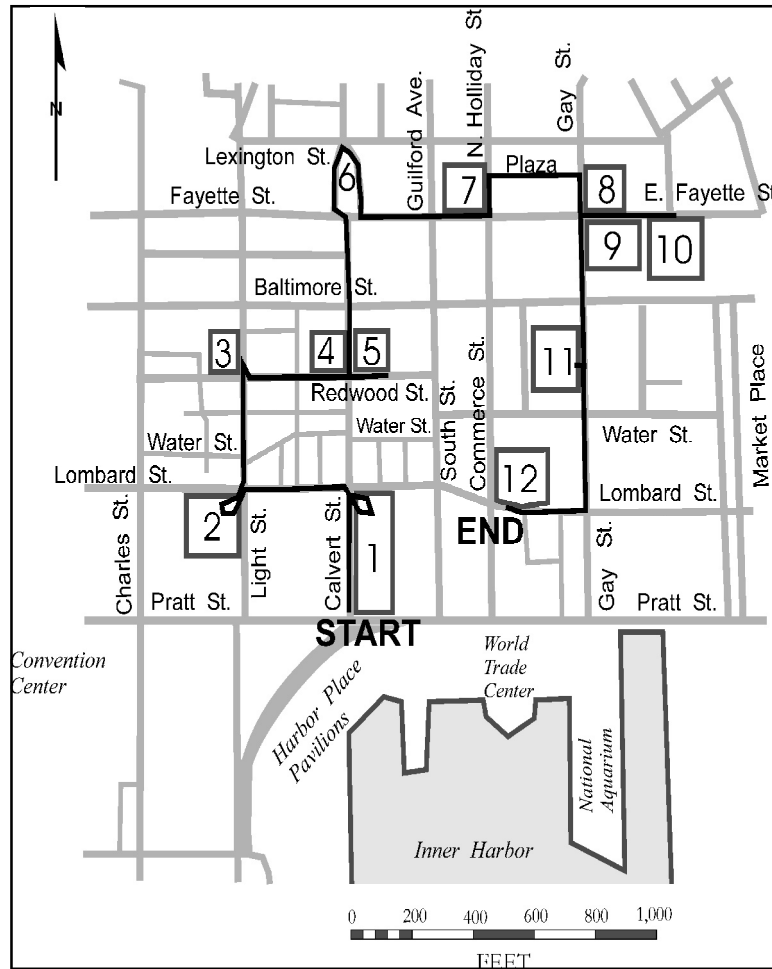 N
Guilford Ave.
N. Holliday St
Gay St.
Lexington St.
Plaza
6
7
8
Fayette St.
E. Fayette St
9
10
Baltimore St.
3
4
5
11
Redwood St.
Water St.
Water St.
Water St.
South St.
Commerce St.
Market Place
Lombard St.
12
Lombard St.
2
1
END
Charles St.
Light St.
Calvert St.
Gay St.
Pratt St.
Pratt St.
START
Convention
Center
World
Trade
Center
Harbor Place
Pavilions
National
Aquarium
Inner Harbor
0 200 400 600 800 1,000
FEET